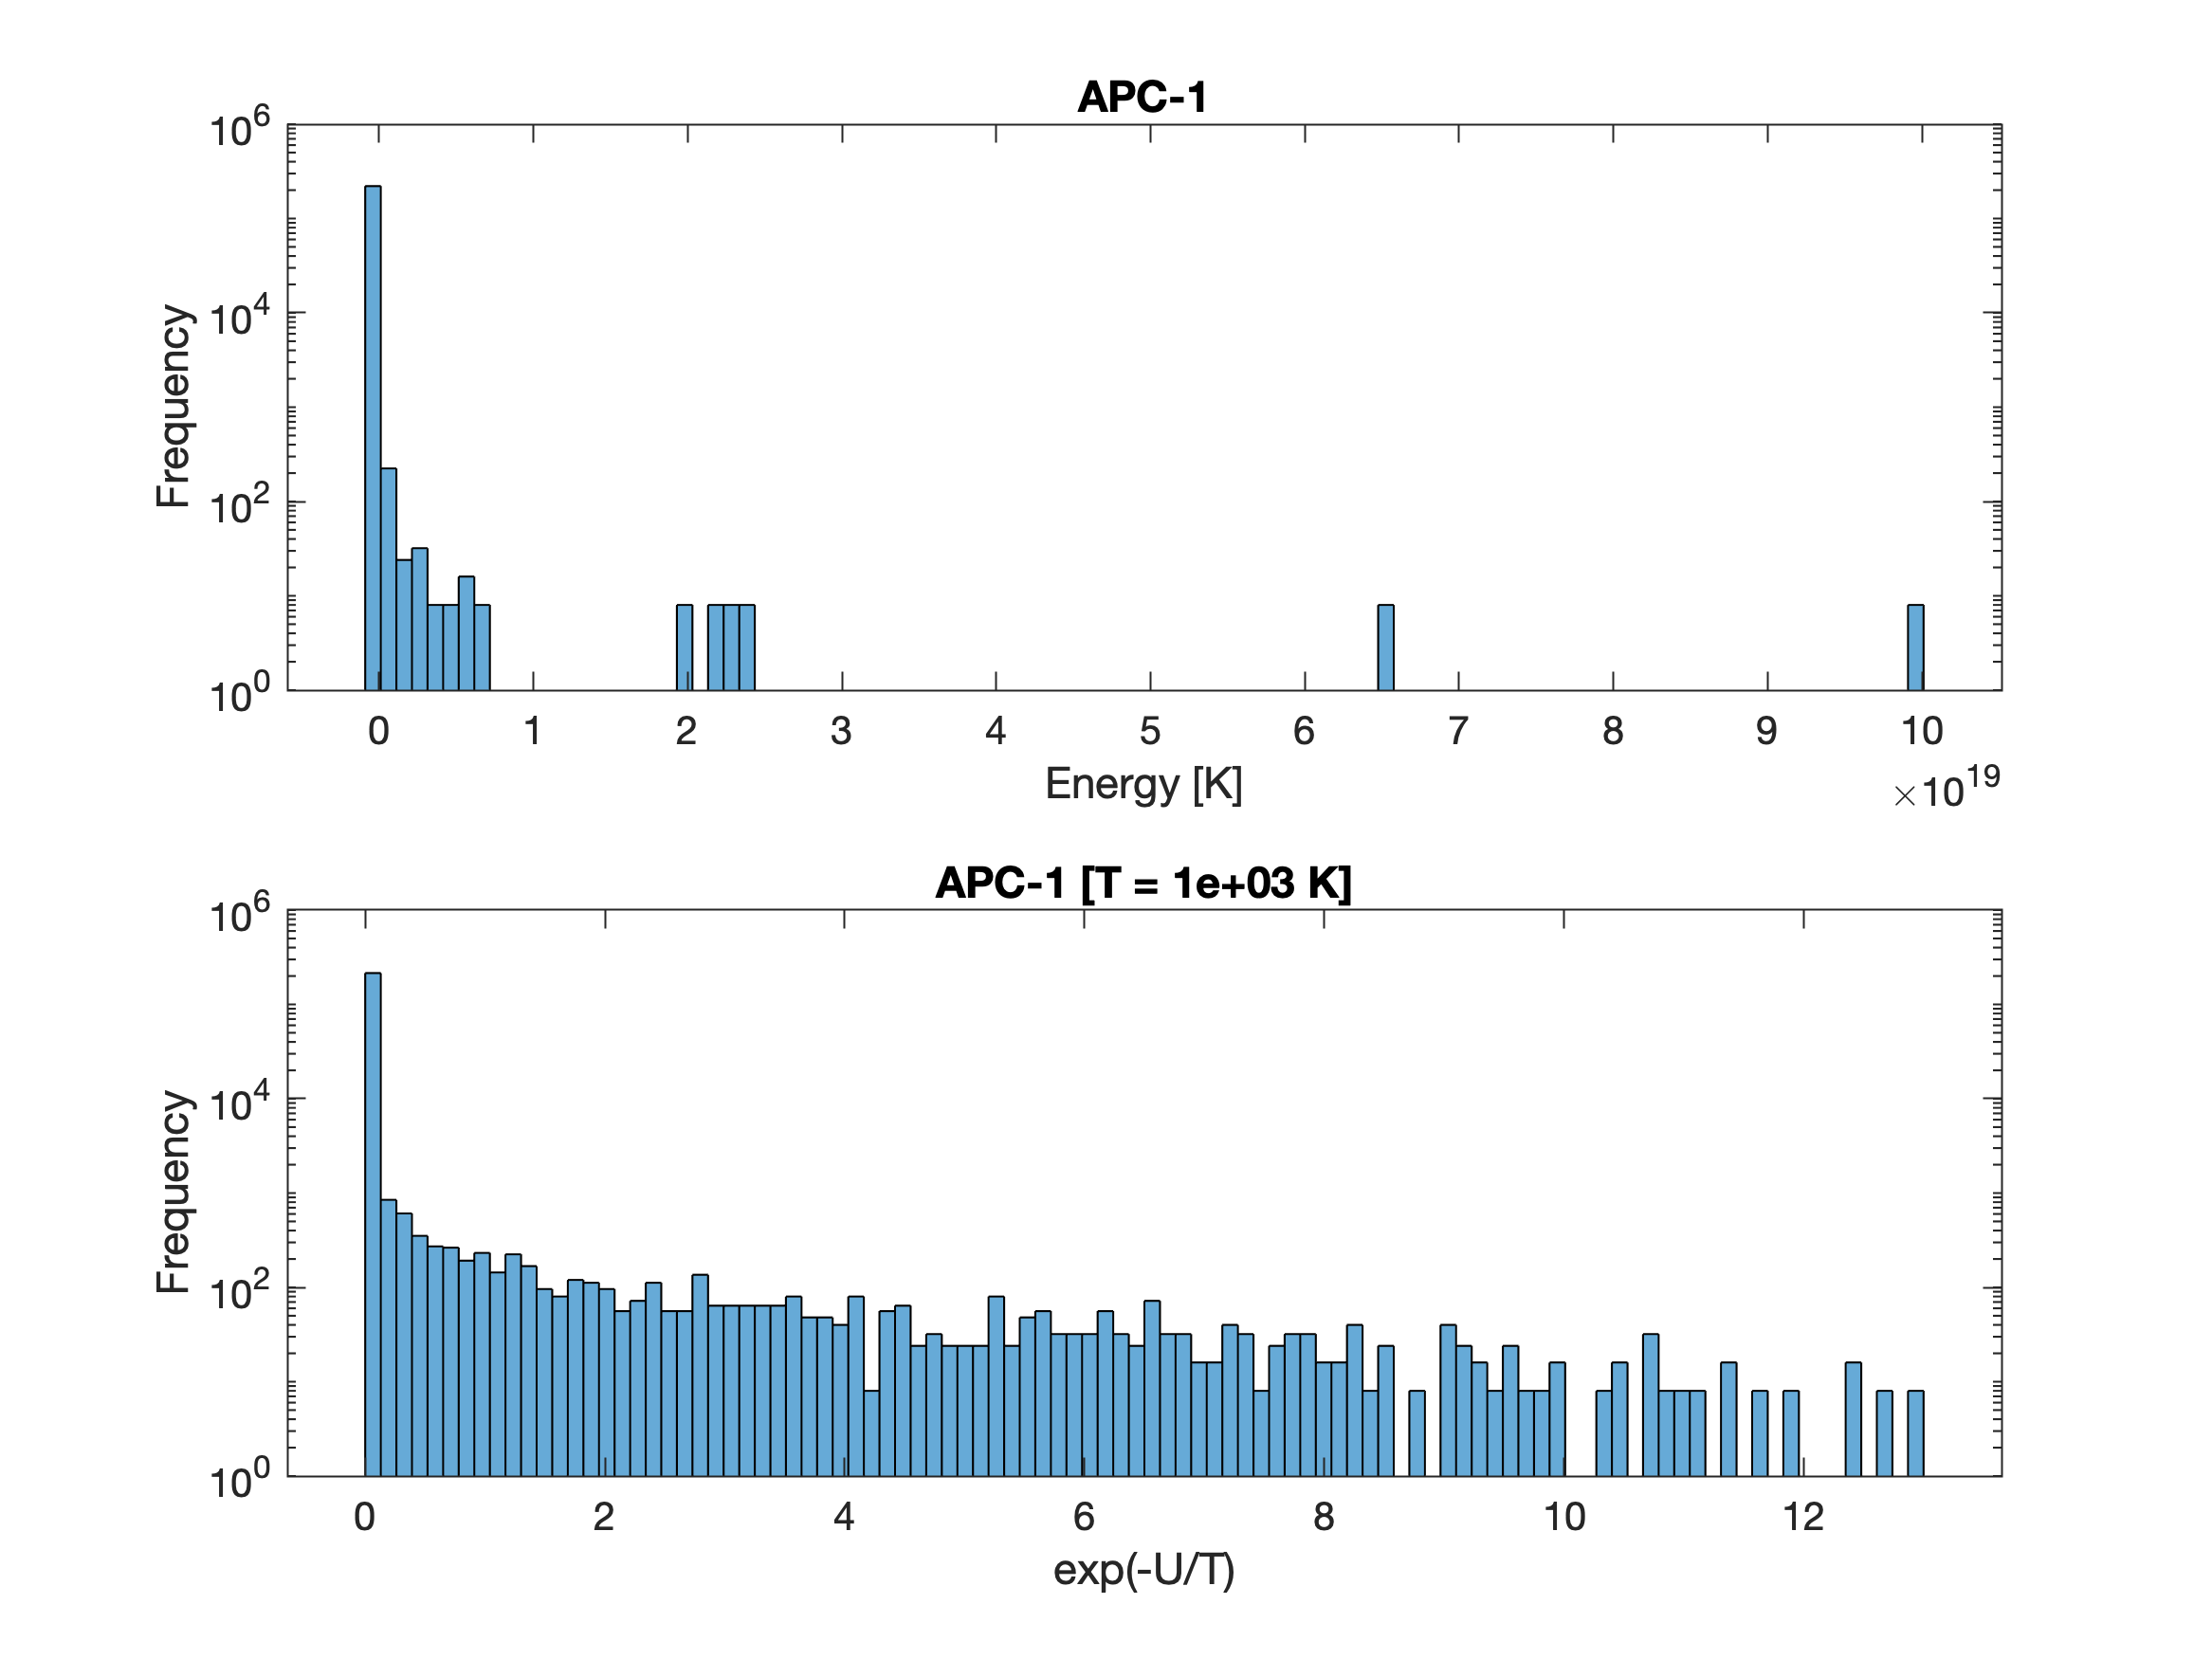 APC-1
10^6
10^4
10^2
10^0
Frequency
0 1 2 3 4 5 6 7 8 9 10
Energy [K]
×10^19
APC-1 [T = 1e+03 K]
10^6
10^4
10^2
10^0
Frequency
0 2 4 6 8 10 12
exp(-U/T)